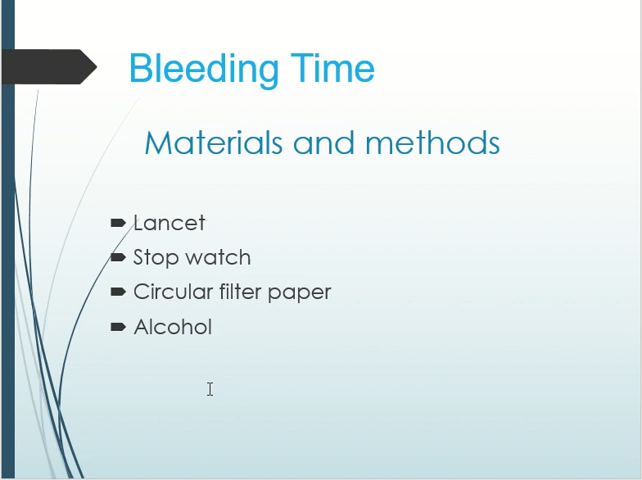 Bleeding Time
Materials and methods
Lancet
Stop watch
Circular filter paper
Alcohol